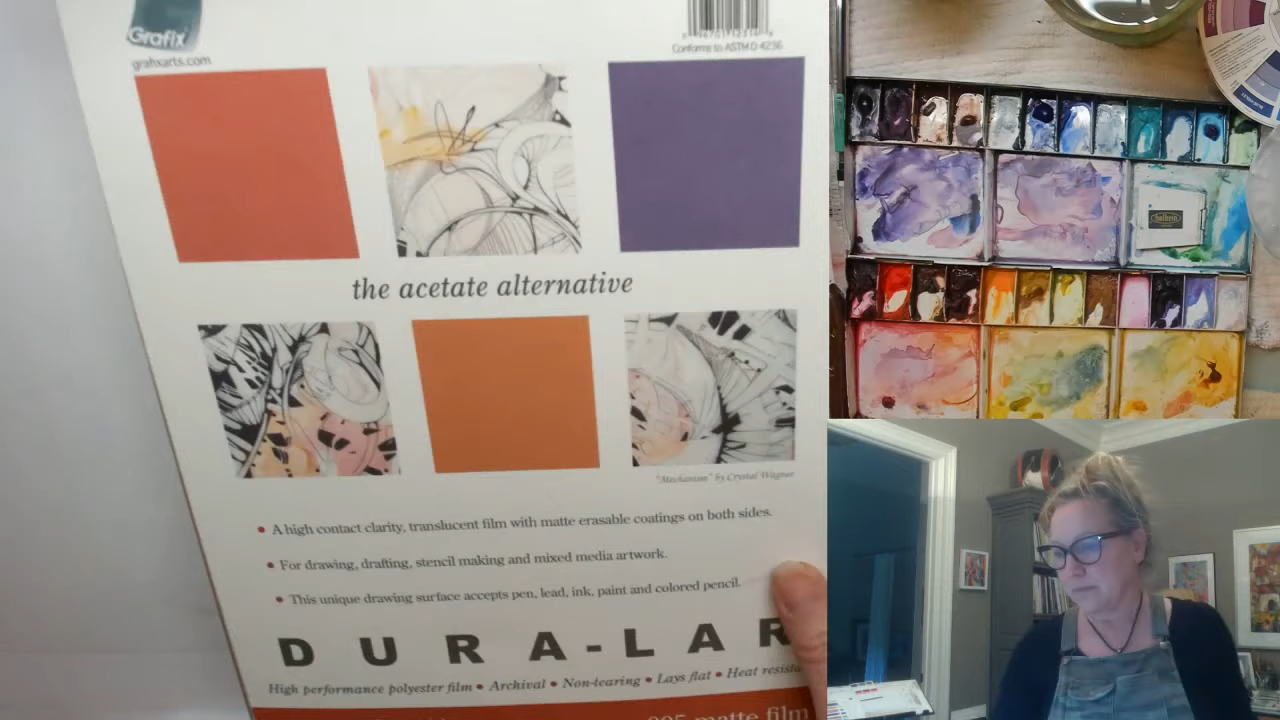 Grafix
grafixarts.com
Conforms to ASTM D 4236
the acetate alternative
"Mechanism" by Crystal Wagner
• A high contact clarity, translucent film with matte erasable coatings on both sides.
• For drawing, drafting, stencil making and mixed media artwork.
• This unique drawing surface accepts pen, lead, ink, paint and colored pencil.
DURA-LAR
High performance polyester film • Archival • Non-tearing • Lays flat • Heat resista
005 matte film
holbein